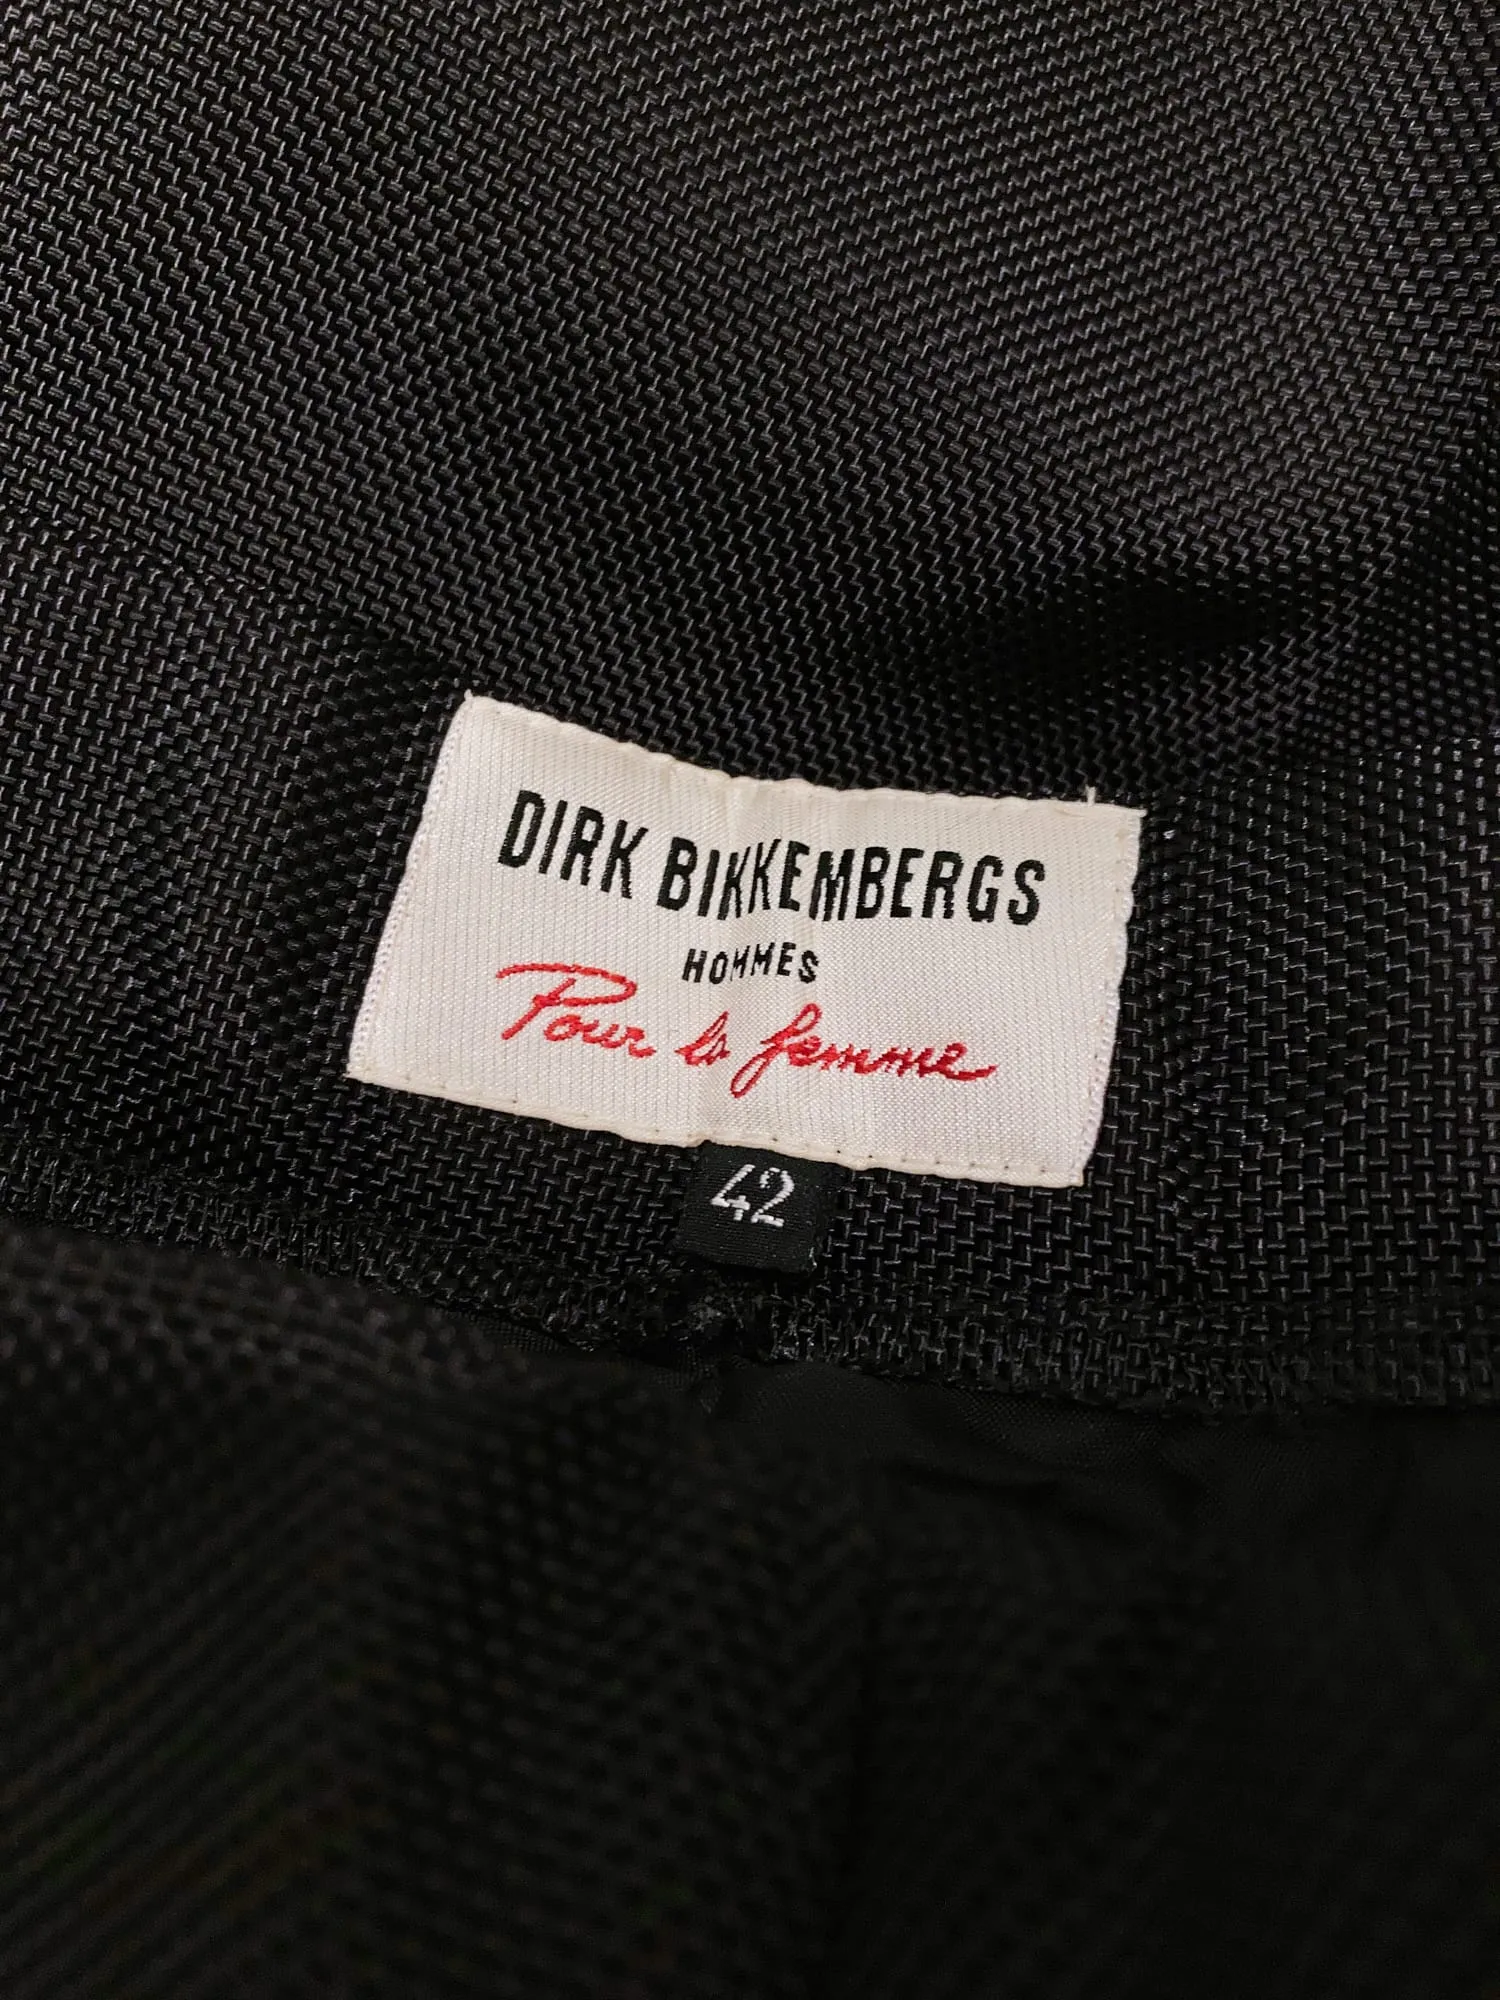 DIRK BIKKEMBERGS
HOMMES
Pour la femme
42